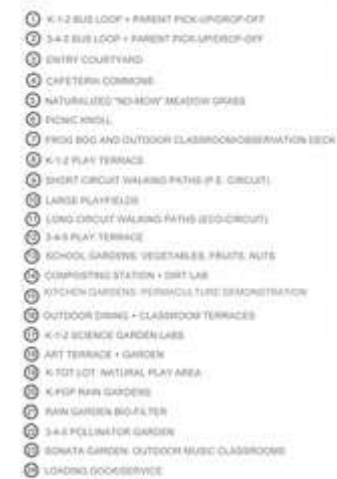 1 K-1-2 BUS LOOP + PARENT PICK-UP/DROP-OFF
2 3-4-5 BUS LOOP + PARENT PICK-UP/DROP-OFF
3 ENTRY COURTYARD
4 CAFETERIA COMMONS
5 NATURALIZED "NO-MOW" MEADOW GRASS
6 PICNIC KNOLL
7 FROG BOG AND OUTDOOR CLASSROOM/OBSERVATION DECK
8 K-1-2 PLAY TERRACE
9 SHORT CIRCUIT WALKING PATHS (P.E. CIRCUIT)
10 LARGE PLAYFIELDS
11 LONG CIRCUIT WALKING PATHS (ECO-CIRCUIT)
12 3-4-5 PLAY TERRACE
13 SCHOOL GARDENS: VEGETABLES, FRUITS, NUTS
14 COMPOSTING STATION + DIRT LAB
15 KITCHEN GARDENS: PERMACULTURE DEMONSTRATION
16 OUTDOOR DINING + CLASSROOM TERRACES
17 K-1-2 SCIENCE GARDEN LABS
18 ART TERRACE + GARDEN
19 K-TOT LOT: NATURAL PLAY AREA
20 K-POP RAIN GARDENS
21 RAIN GARDEN BIO-FILTER
22 3-4-5 POLLINATOR GARDEN
23 SONATA GARDEN: OUTDOOR MUSIC CLASSROOMS
24 LOADING DOCK/SERVICE